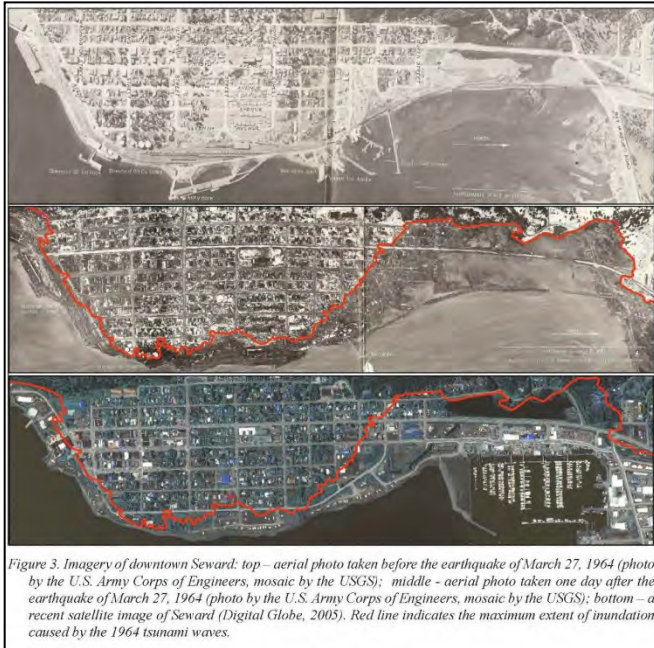 NORTH
Figure 3. Imagery of downtown Seward: top – aerial photo taken before the earthquake of March 27, 1964 (photo
by the U.S. Army Corps of Engineers, mosaic by the USGS); middle - aerial photo taken one day after the
earthquake of March 27, 1964 (photo by the U.S. Army Corps of Engineers, mosaic by the USGS); bottom – a
recent satellite image of Seward (Digital Globe, 2005). Red line indicates the maximum extent of inundation
caused by the 1964 tsunami waves.